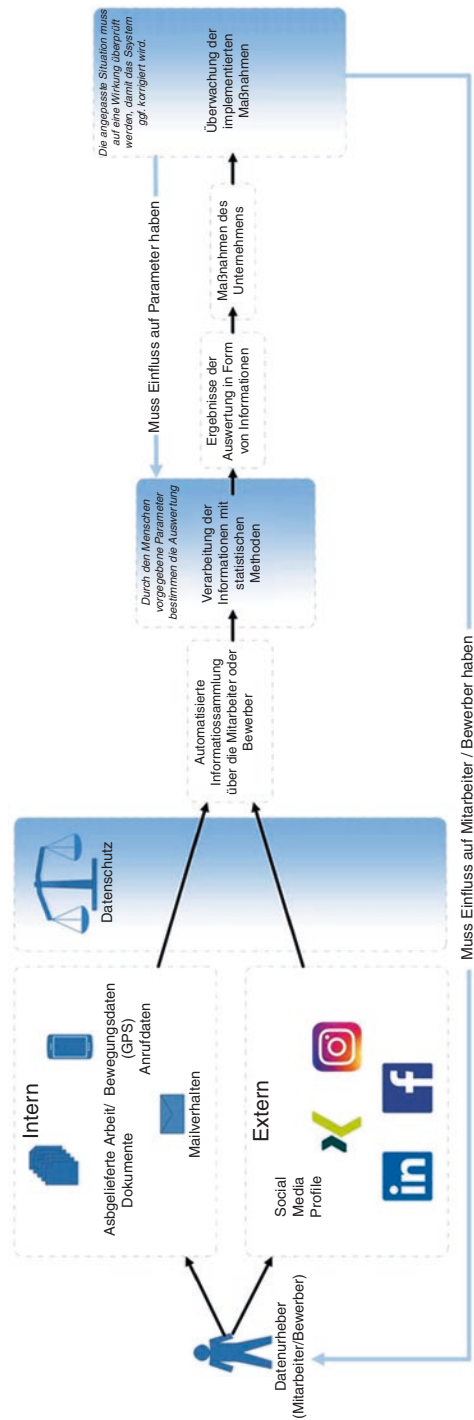 Datenurheber
(Mitarbeiter/Bewerber)
Intern
Asbgelieferte Arbeit/
Dokumente
Bewegungsdaten
(GPS)
Anrufdaten
Mailverhalten
Extern
Social
Media
Profile
in
f
Datenschutz
Automatisierte
Informatiossammlung
über die Mitarbeiter oder
Bewerber
Durch den Menschen
vorgegebene Parameter
bestimmen die Auswertung
Verarbeitung der
Informationen mit
statistischen
Methoden
Ergebnisse der
Auswertung in Form
von Informationen
Maßnahmen des
Unternehmens
Die angepasste Situation muss
auf eine Wirkung überprüft
werden, damit das Ssystem
ggf. korrigiert wird.
Überwachung der
implementierten
Maßnahmen
Muss Einfluss auf Parameter haben
Muss Einfluss auf Mitarbeiter / Bewerber haben